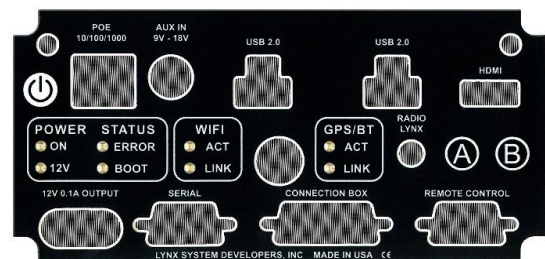 POE
10/100/1000
AUX IN
9V - 18V
USB 2.0
USB 2.0
HDMI
POWER
STATUS
ON
ERROR
12V
BOOT
WIFI
ACT
LINK
GPS/BT
ACT
LINK
RADIO
LYNX
A
B
12V 0.1A OUTPUT
SERIAL
CONNECTION BOX
REMOTE CONTROL
LYNX SYSTEM DEVELOPERS, INC MADE IN USA CE